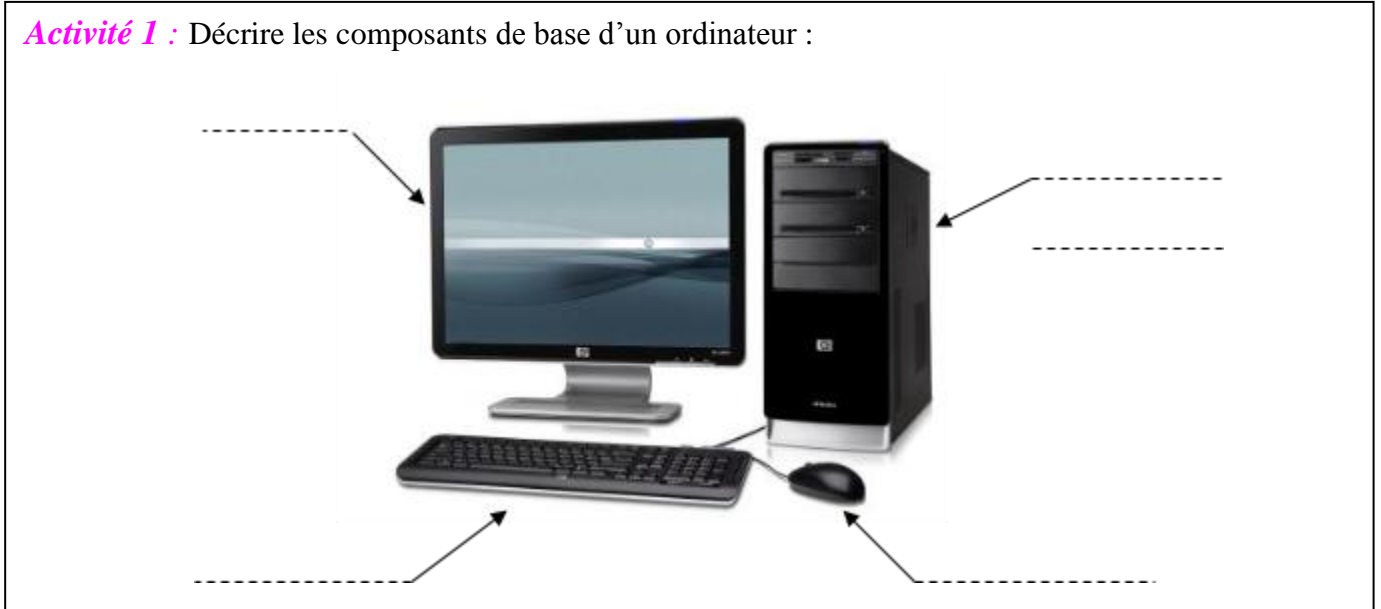 Activité 1 : Décrire les composants de base d’un ordinateur :